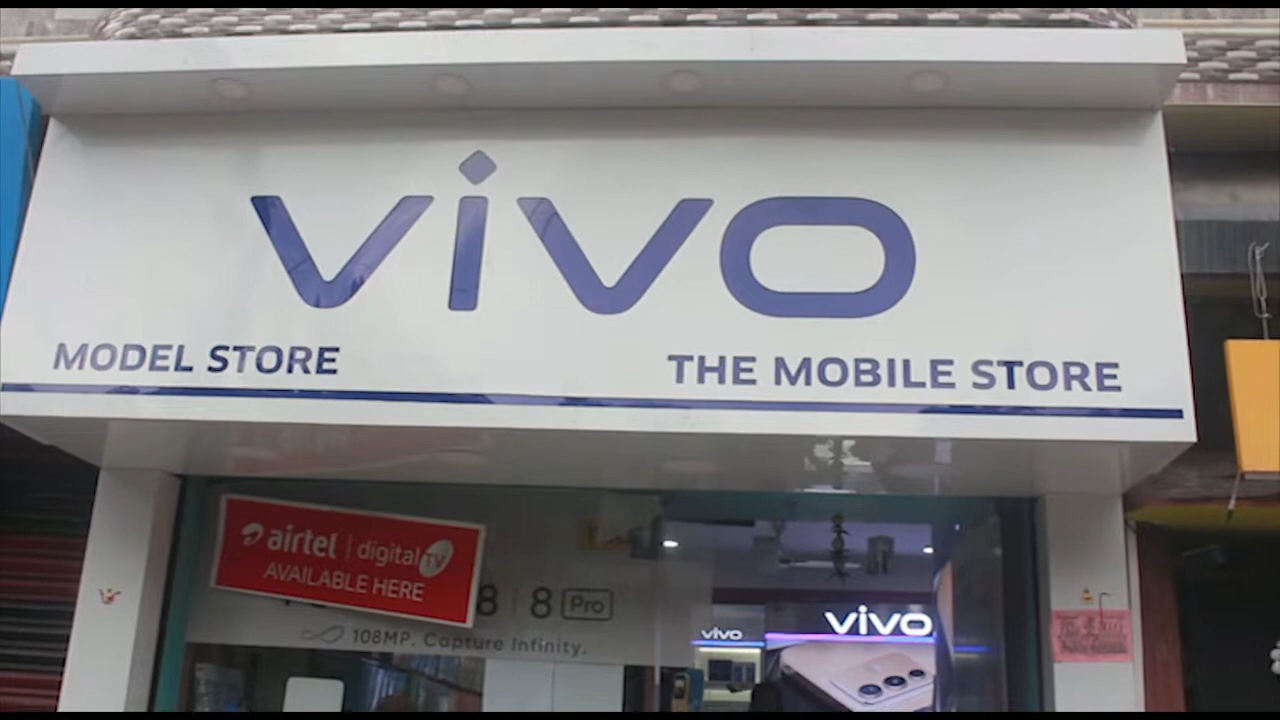 vivo
MODEL STORE
THE MOBILE STORE
airtel digital TV
AVAILABLE HERE
8 8 Pro
108MP. Capture Infinity.
vivo
vivo